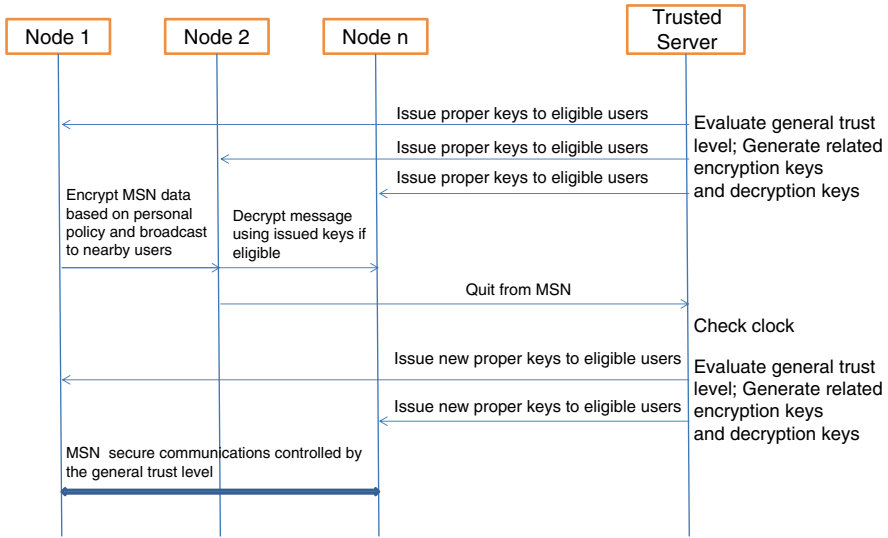 Node 1
Node 2
Node n
Trusted
Server
Issue proper keys to eligible users
Evaluate general trust
level; Generate related
encryption keys
and decryption keys
Issue proper keys to eligible users
Issue proper keys to eligible users
Encrypt MSN data
based on personal
policy and broadcast
to nearby users
Decrypt message
using issued keys if
eligible
Quit from MSN
Check clock
Issue new proper keys to eligible users
Evaluate general trust
level; Generate related
encryption keys
and decryption keys
Issue new proper keys to eligible users
MSN secure communications controlled by
the general trust level